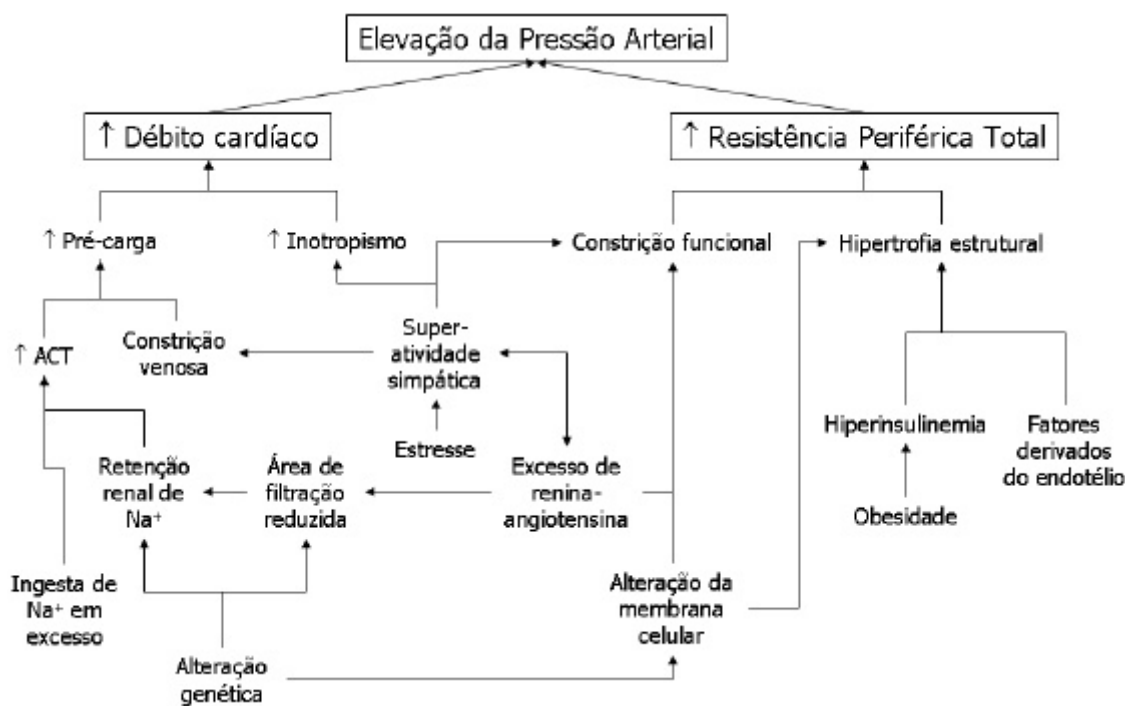 Elevação da Pressão Arterial
↑ Débito cardíaco
↑ Resistência Periférica Total
↑ Pré-carga
↑ Inotropismo
Constrição funcional
Hipertrofia estrutural
↑ ACT
Constrição
venosa
Super-
atividade
simpática
Estresse
Hiperinsulinemia
Fatores
derivados
do endotélio
Retenção
renal de
Na⁺
Área de
filtração
reduzida
Excesso de
renina-
angiotensina
Obesidade
Ingesta de
Na⁺ em
excesso
Alteração da
membrana
celular
Alteração
genética